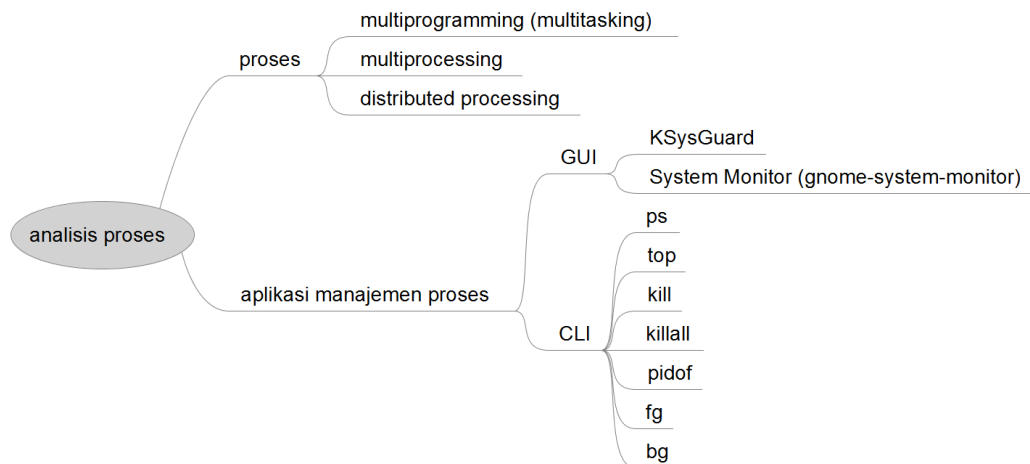 analisis proses
proses
multiprogramming (multitasking)
multiprocessing
distributed processing
aplikasi manajemen proses
GUI
KSysGuard
System Monitor (gnome-system-monitor)
CLI
ps
top
kill
killall
pidof
fg
bg